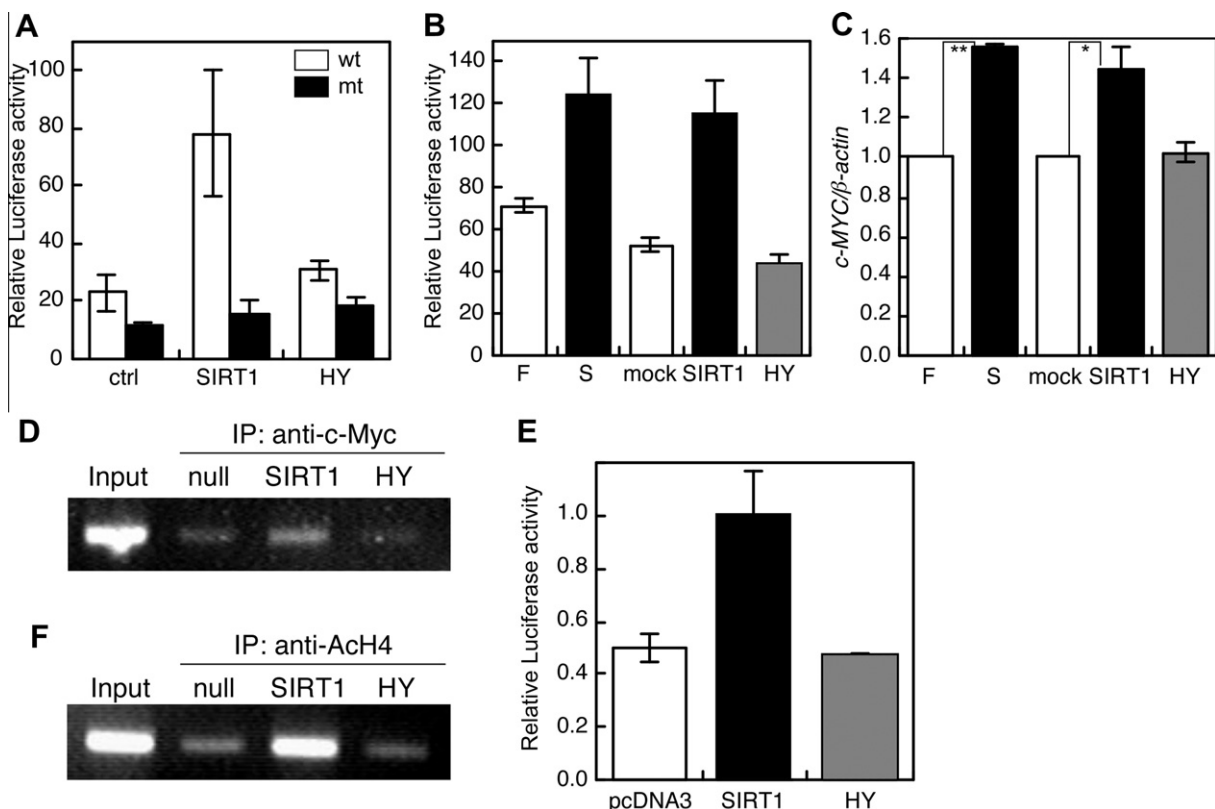 A
Relative Luciferase activity
100
80
60
40
20
0
wt
mt
ctrl SIRT1 HY
B
Relative Luciferase activity
140
120
100
80
60
40
20
0
F S mock SIRT1 HY
C
c-MYC/β-actin
1.6
1.4
1.2
1.0
0.8
0.6
0.4
0.2
0.0
** *
F S mock SIRT1 HY
D
IP: anti-c-Myc
Input null SIRT1 HY
F
IP: anti-AcH4
Input null SIRT1 HY
E
Relative Luciferase activity
1.0
0.8
0.6
0.4
0.2
0.0
pcDNA3 SIRT1 HY